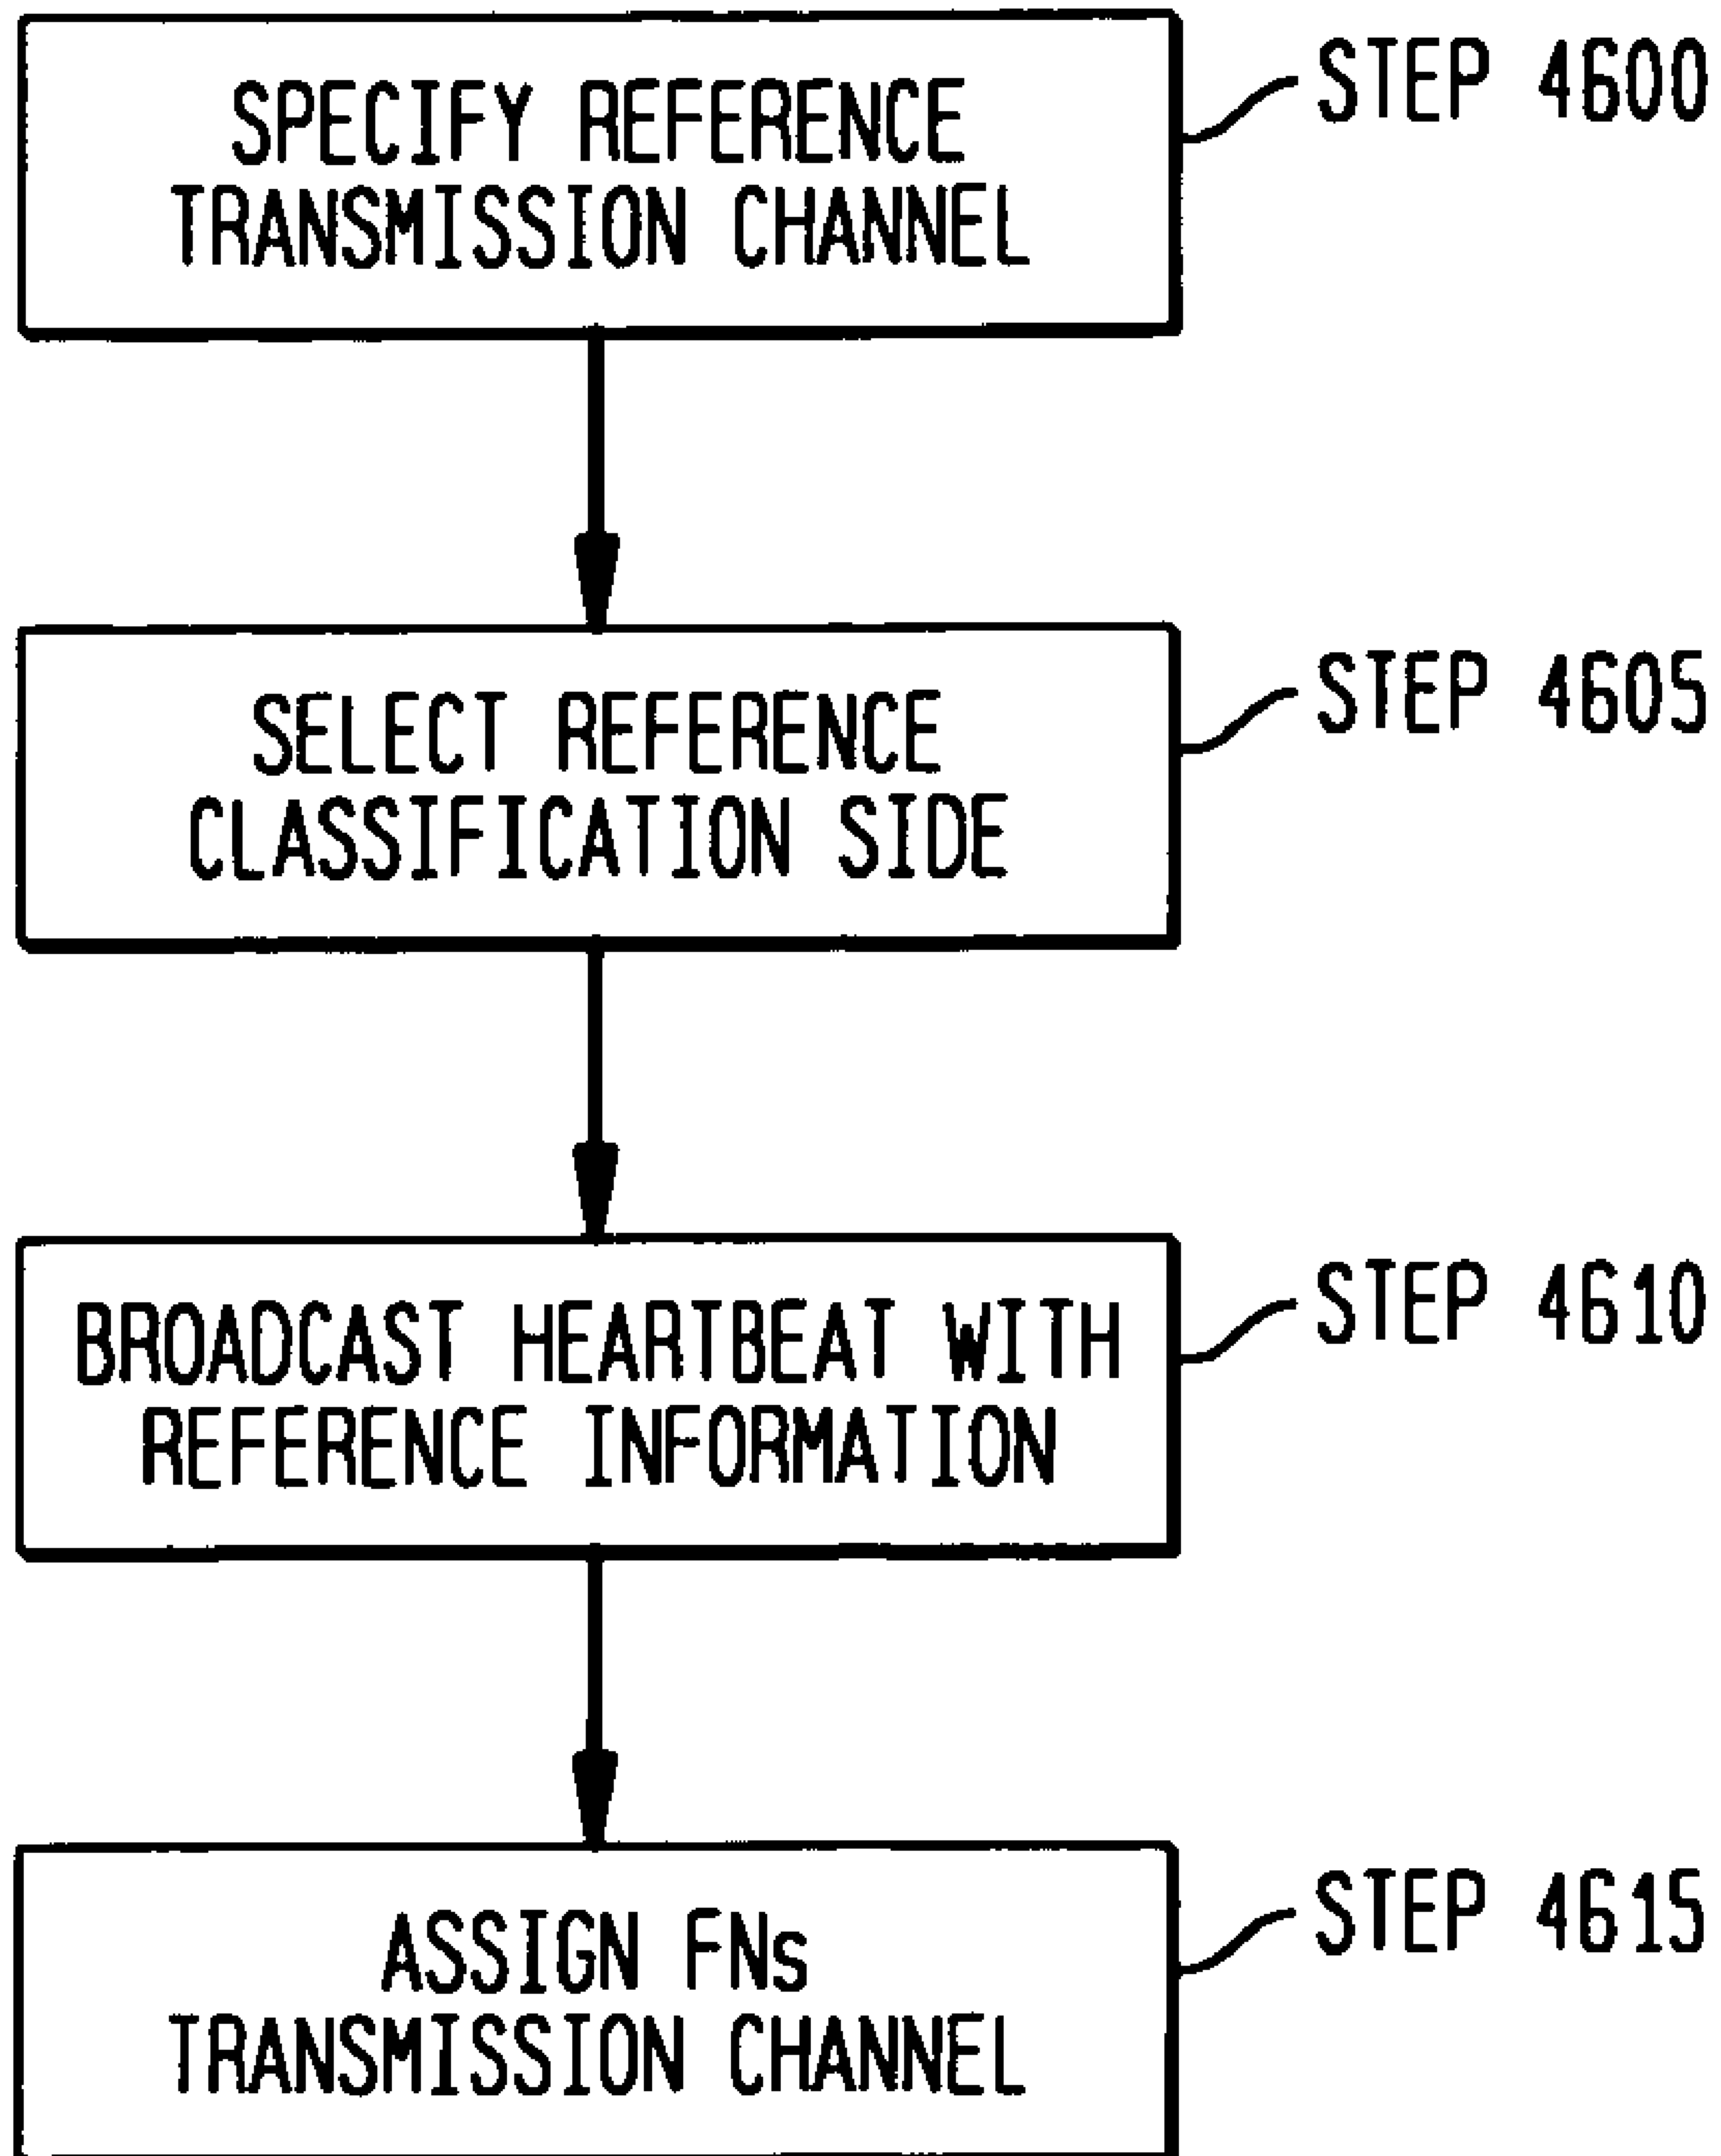 SPECIFY REFERENCE
TRANSMISSION CHANNEL
STEP 4600
SELECT REFERENCE
CLASSIFICATION SIDE
STEP 4605
BROADCAST HEARTBEAT WITH
REFERENCE INFORMATION
STEP 4610
ASSIGN FNs
TRANSMISSION CHANNEL
STEP 4615